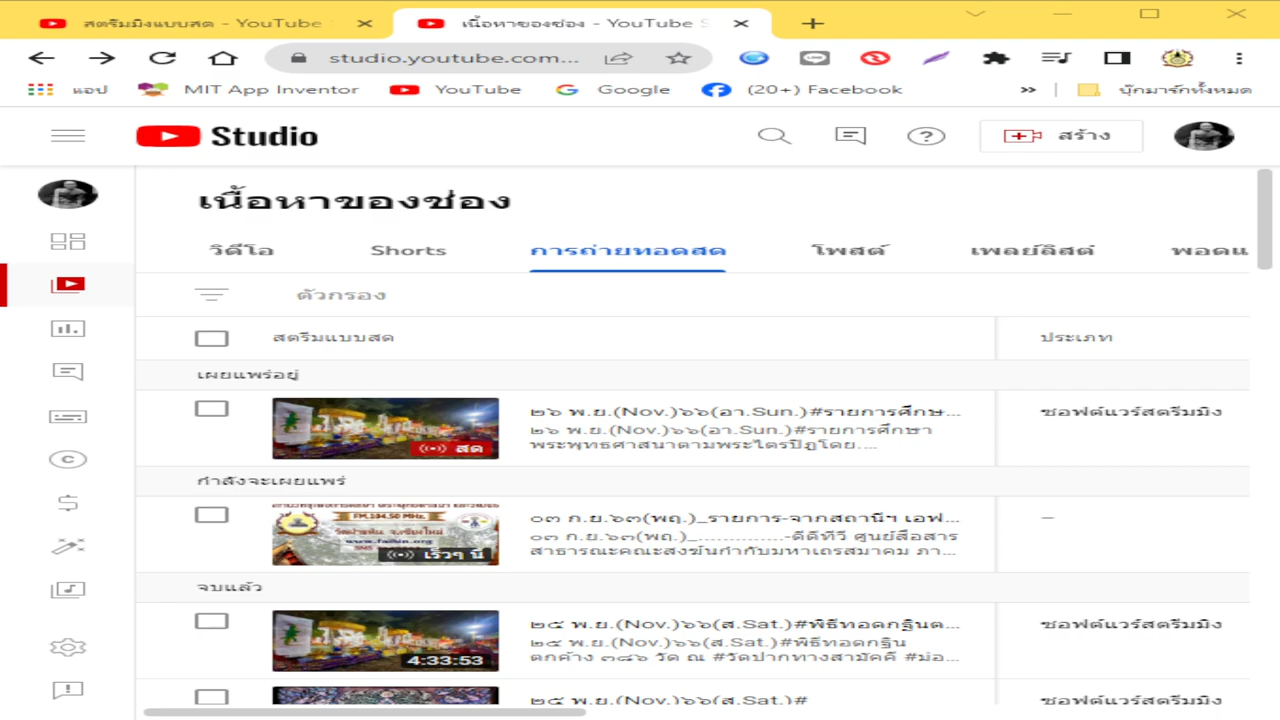 สตรีมมิงแบบสด - YouTube
เนื้อหาของช่อง - YouTube S
studio.youtube.com...
แอป
MIT App Inventor
YouTube
Google
(20+) Facebook
บุ๊กมาร์กทั้งหมด
Studio
สร้าง
เนื้อหาของช่อง
วิดีโอ Shorts การถ่ายทอดสด โพสต์ เพลย์ลิสต์ พอดแ
ตัวกรอง
สตรีมแบบสด ประเภท
เผยแพร่อยู่
สด
๒๖ พ.ย.(Nov.)๖๖(อา.Sun.)#รายการศึกษ...
ซอฟต์แวร์สตรีมมิง
๒๖ พ.ย.(Nov.)๖๖(อา.Sun.)#รายการศึกษา
พระพุทธศาสนาตามพระไตรปิฎโดย....
กำลังจะเผยแพร่
FM.104.50 MHz.
www.faihin.org
เร็วๆ นี้
๐๓ ก.ย.๖๓(พฤ.)_รายการ-จากสถานีฯ เอฟ...
–
๐๓ ก.ย.๖๓(พฤ.)_.............-ดีดีทีวี ศูนย์สื่อสาร
สาธารณะคณะสงฆ์นกำกับมหาเถรสมาคม ภา...
จบแล้ว
4:33:53
๒๕ พ.ย.(Nov.)๖๖(ส.Sat.)#พิธีทอดกฐินต...
ซอฟต์แวร์สตรีมมิง
๒๕ พ.ย.(Nov.)๖๖(ส.Sat.)#พิธีทอดกฐิน
ตกค้าง ๓๘๖ วัด ณ #วัดปากทางสามัคคี #ม่อ...
๒๕ พ.ย.(Nov.)๖๖(ส.Sat.)#
ซอฟต์แวร์สตรีมมิง